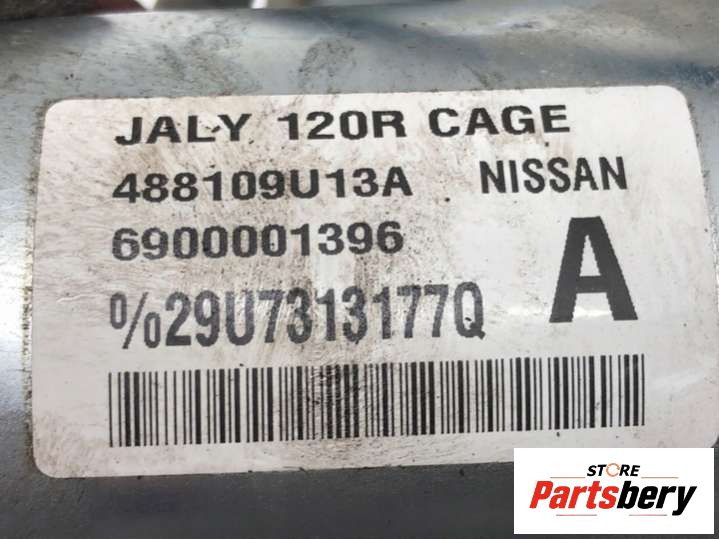 JALY 120R CAGE
488109U13A NISSAN
6900001396
A
%29U7313177Q
STORE
Partsbery